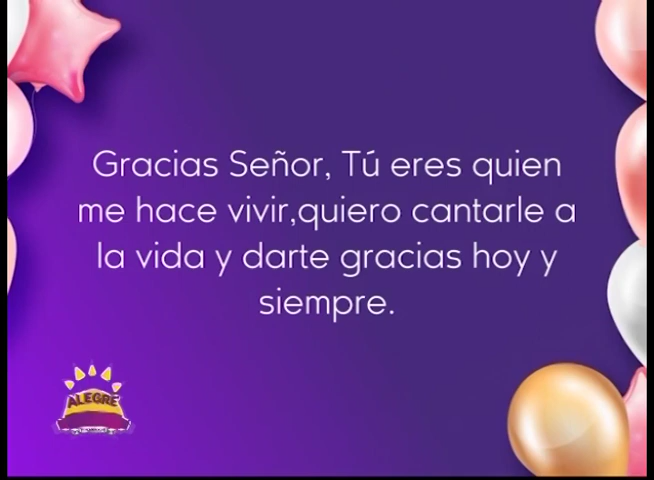 Gracias Señor, Tú eres quien
me hace vivir,quiero cantarle a
la vida y darte gracias hoy y
siempre.
ALEGRE